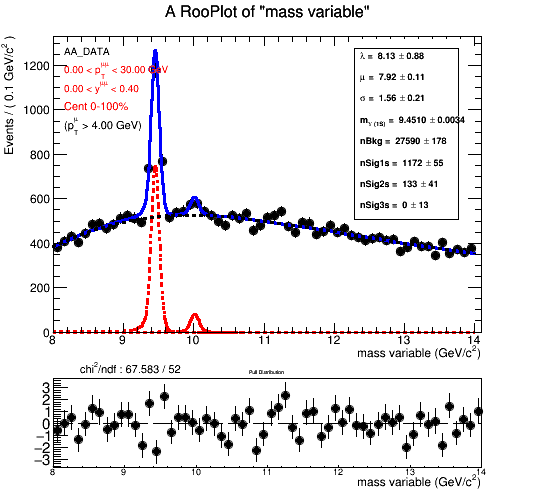 A RooPlot of "mass variable"
Events / ( 0.1 GeV/c² )
AA_DATA
0.00 < p_T^μμ < 30.00 GeV
0.00 < y^μμ < 0.40
Cent 0-100%
(p_T^μ > 4.00 GeV)
λ = 8.13 ± 0.88
μ = 7.92 ± 0.11
σ = 1.56 ± 0.21
m_Υ(1S) = 9.4510 ± 0.0034
nBkg = 27590 ± 178
nSig1s = 1172 ± 55
nSig2s = 133 ± 41
nSig3s = 0 ± 13
1200
1000
800
600
400
200
0
8 9 10 11 12 13 14
mass variable (GeV/c²)
chi²/ndf : 67.583 / 52
Pull Distribution
3
2
1
0
−1
−2
−3
8 9 10 11 12 13 14
mass variable (GeV/c²)